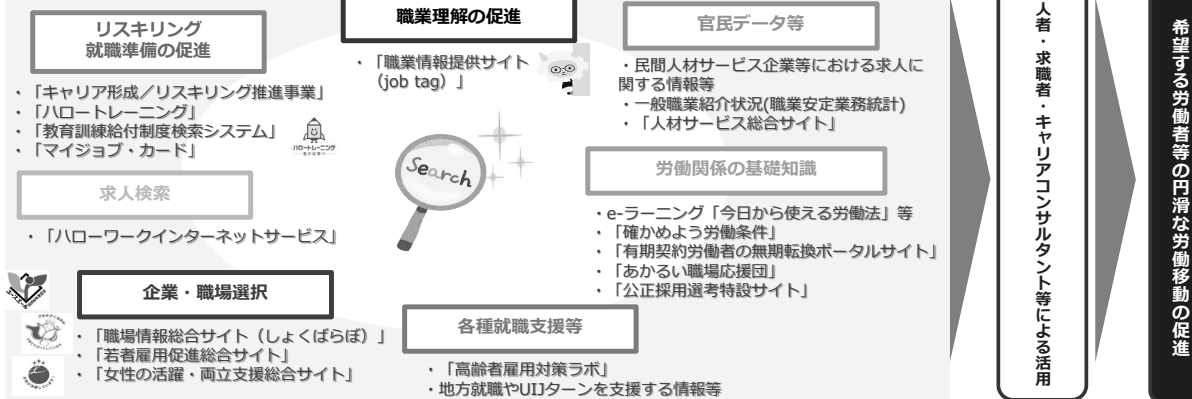 リスキリング
就職準備の促進
・「キャリア形成／リスキリング推進事業」
・「ハロートレーニング」
・「教育訓練給付制度検索システム」
・「マイジョブ・カード」
ハロートレーニング
求人検索
・「ハローワークインターネットサービス」
企業・職場選択
・「職場情報総合サイト（しょくばらぼ）」
・「若者雇用促進総合サイト」
・「女性の活躍・両立支援総合サイト」
職業理解の促進
・「職業情報提供サイト
（job tag）」
Search
各種就職支援等
・「高齢者雇用対策ラボ」
・地方就職やUIJターンを支援する情報等
官民データ等
・民間人材サービス企業等における求人に
関する情報等
・一般職業紹介状況(職業安定業務統計)
・「人材サービス総合サイト」
労働関係の基礎知識
・e-ラーニング「今日から使える労働法」等
・「確かめよう労働条件」
・「有期契約労働者の無期転換ポータルサイト」
・「あかるい職場応援団」
・「公正採用選考特設サイト」
人者・求職者・キャリアコンサルタント等による活用
希望する労働者等の円滑な労働移動の促進